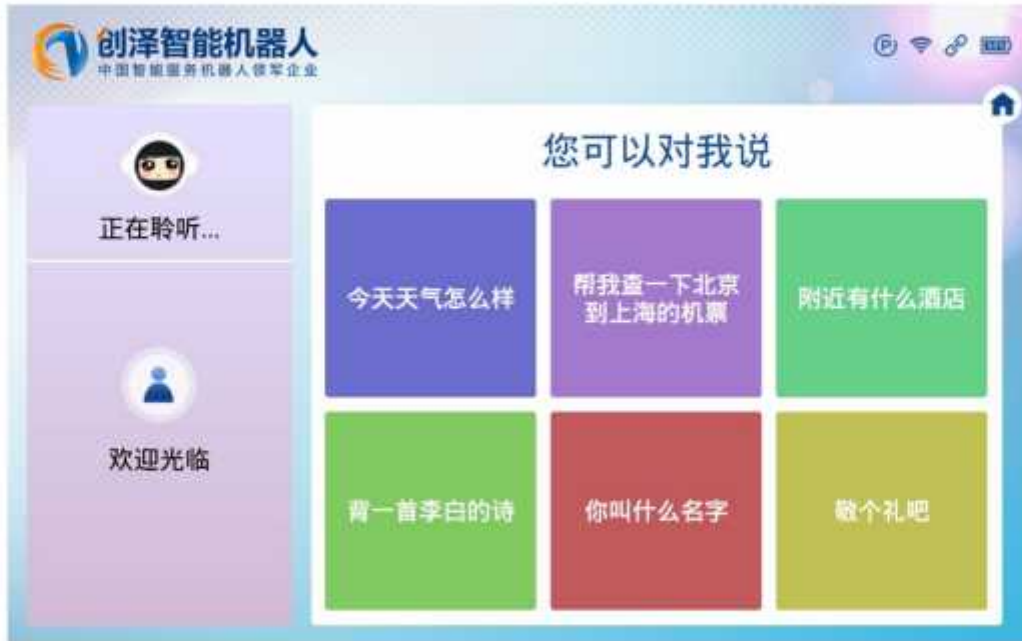 创泽智能机器人
中国智能服务机器人领军企业
正在聆听...
欢迎光临
您可以对我说
今天天气怎么样
帮我查一下北京
到上海的机票
附近有什么酒店
背一首李白的诗
你叫什么名字
敬个礼吧